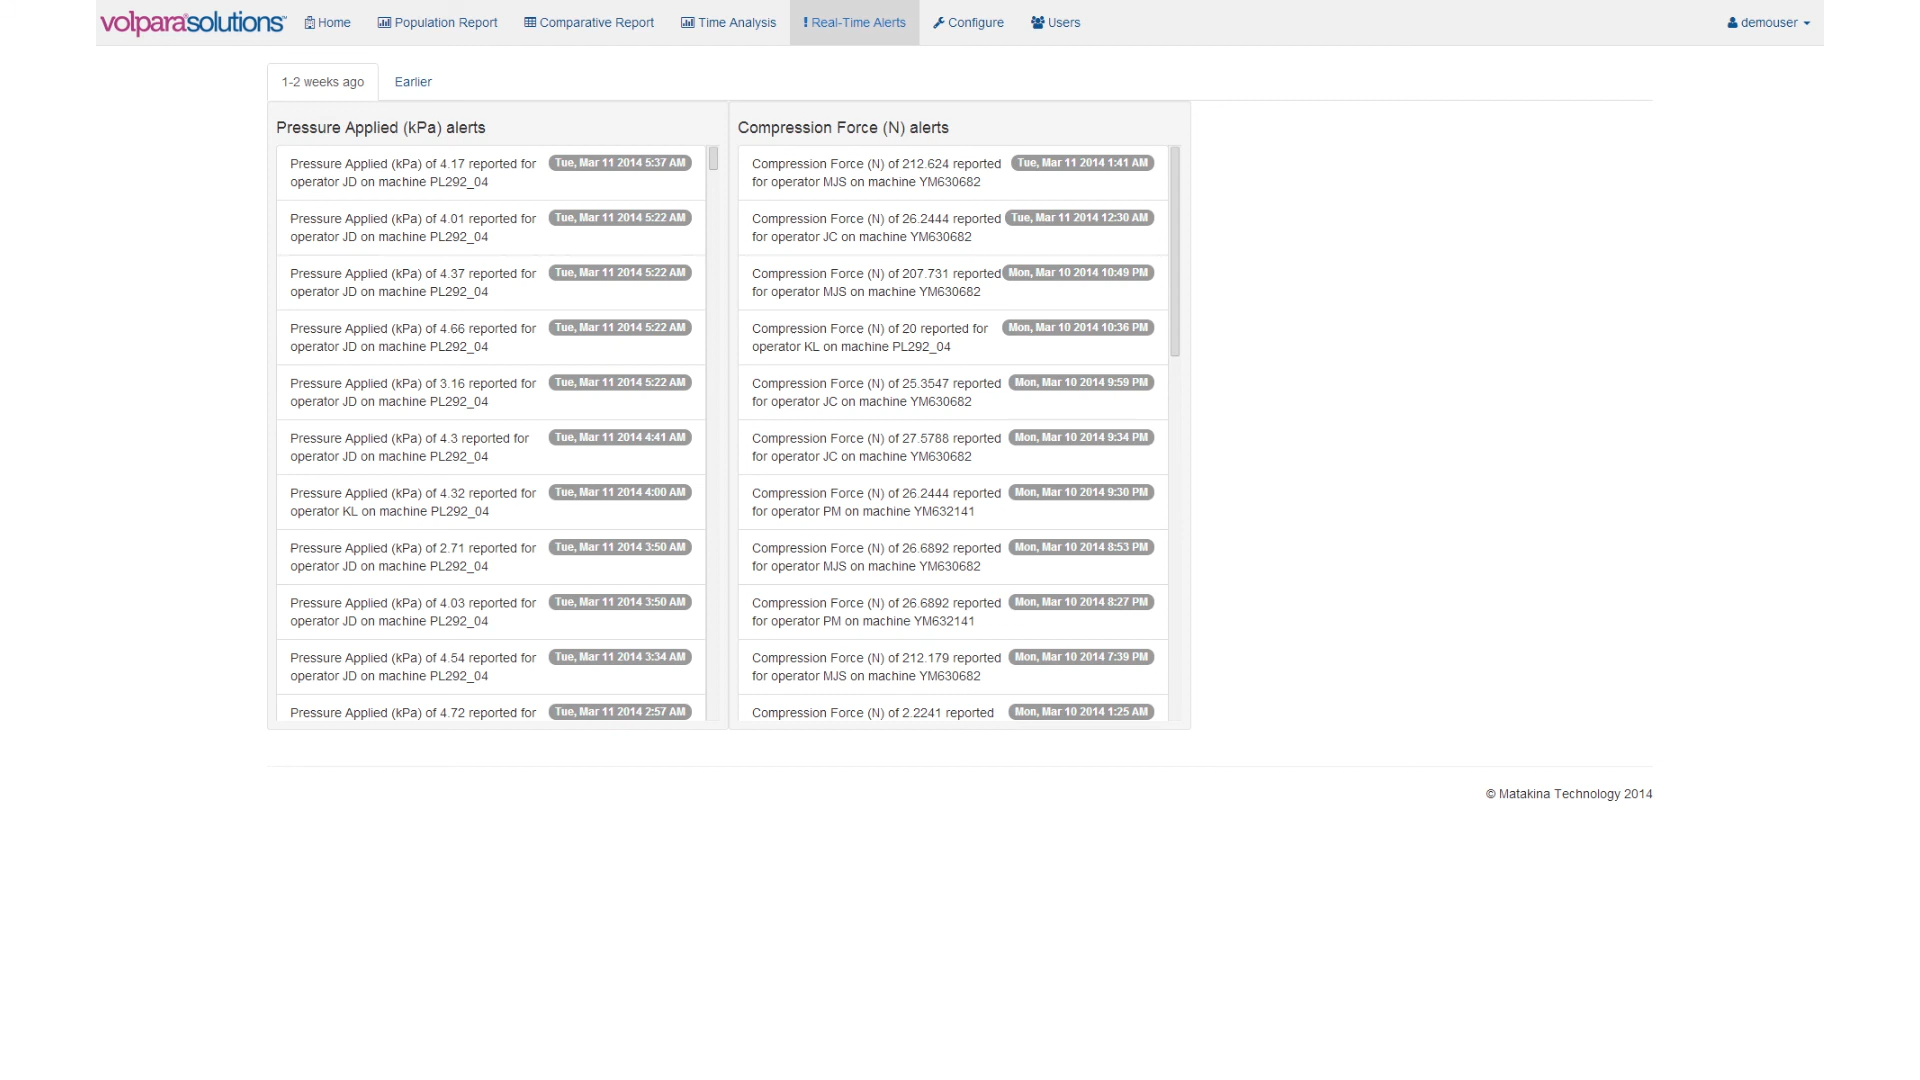 volparasolutions™ Home Population Report Comparative Report Time Analysis Real-Time Alerts Configure Users demouser
1-2 weeks ago Earlier
Pressure Applied (kPa) alerts
Pressure Applied (kPa) of 4.17 reported for Tue, Mar 11 2014 5:37 AM
operator JD on machine PL292_04
Pressure Applied (kPa) of 4.01 reported for Tue, Mar 11 2014 5:22 AM
operator JD on machine PL292_04
Pressure Applied (kPa) of 4.37 reported for Tue, Mar 11 2014 5:22 AM
operator JD on machine PL292_04
Pressure Applied (kPa) of 4.66 reported for Tue, Mar 11 2014 5:22 AM
operator JD on machine PL292_04
Pressure Applied (kPa) of 3.16 reported for Tue, Mar 11 2014 5:22 AM
operator JD on machine PL292_04
Pressure Applied (kPa) of 4.3 reported for Tue, Mar 11 2014 4:41 AM
operator JD on machine PL292_04
Pressure Applied (kPa) of 4.32 reported for Tue, Mar 11 2014 4:00 AM
operator KL on machine PL292_04
Pressure Applied (kPa) of 2.71 reported for Tue, Mar 11 2014 3:50 AM
operator JD on machine PL292_04
Pressure Applied (kPa) of 4.03 reported for Tue, Mar 11 2014 3:50 AM
operator JD on machine PL292_04
Pressure Applied (kPa) of 4.54 reported for Tue, Mar 11 2014 3:34 AM
operator JD on machine PL292_04
Pressure Applied (kPa) of 4.72 reported for Tue, Mar 11 2014 2:57 AM
Compression Force (N) alerts
Compression Force (N) of 212.624 reported Tue, Mar 11 2014 1:41 AM
for operator MJS on machine YM630682
Compression Force (N) of 26.2444 reported Tue, Mar 11 2014 12:30 AM
for operator JC on machine YM630682
Compression Force (N) of 207.731 reported Mon, Mar 10 2014 10:49 PM
for operator MJS on machine YM630682
Compression Force (N) of 20 reported for Mon, Mar 10 2014 10:36 PM
operator KL on machine PL292_04
Compression Force (N) of 25.3547 reported Mon, Mar 10 2014 9:59 PM
for operator JC on machine YM630682
Compression Force (N) of 27.5788 reported Mon, Mar 10 2014 9:34 PM
for operator JC on machine YM630682
Compression Force (N) of 26.2444 reported Mon, Mar 10 2014 9:30 PM
for operator PM on machine YM632141
Compression Force (N) of 26.6892 reported Mon, Mar 10 2014 8:53 PM
for operator MJS on machine YM630682
Compression Force (N) of 26.6892 reported Mon, Mar 10 2014 8:27 PM
for operator PM on machine YM632141
Compression Force (N) of 212.179 reported Mon, Mar 10 2014 7:39 PM
for operator MJS on machine YM630682
Compression Force (N) of 2.2241 reported Mon, Mar 10 2014 1:25 AM
© Matakina Technology 2014